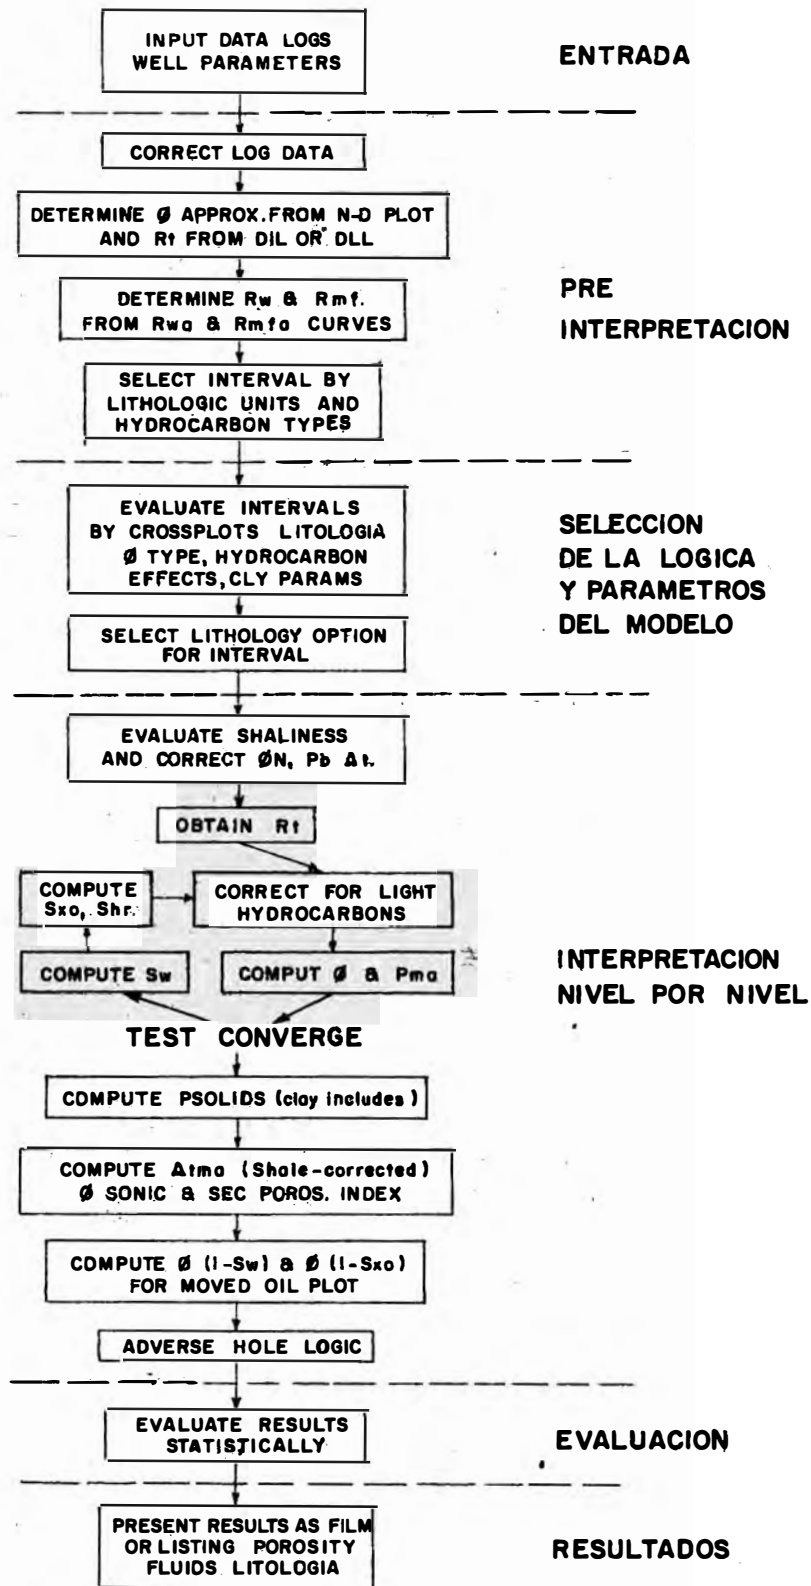 INPUT DATA LOGS
WELL PARAMETERS
ENTRADA
CORRECT LOG DATA
DETERMINE Ø APPROX. FROM N-D PLOT
AND Rt FROM DIL OR DLL
DETERMINE Rw & Rmf.
FROM Rwa & Rmfa CURVES
SELECT INTERVAL BY
LITHOLOGIC UNITS AND
HYDROCARBON TYPES
PRE
INTERPRETACION
EVALUATE INTERVALS
BY CROSSPLOTS LITOLOGIA
Ø TYPE, HYDROCARBON
EFFECTS, CLY PARAMS
SELECT LITHOLOGY OPTION
FOR INTERVAL
SELECCION
DE LA LOGICA
Y PARAMETROS
DEL MODELO
EVALUATE SHALINESS
AND CORRECT ØN, Pb Δt.
OBTAIN Rt
COMPUTE
Sxo, Shr.
CORRECT FOR LIGHT
HYDROCARBONS
COMPUTE Sw
COMPUT Ø & Pma
TEST CONVERGE
COMPUTE PSOLIDS (clay includes)
COMPUTE Δtma (Shale-corrected)
Ø SONIC & SEC POROS. INDEX
COMPUTE Ø (1-Sw) & Ø (1-Sxo)
FOR MOVED OIL PLOT
ADVERSE HOLE LOGIC
INTERPRETACION
NIVEL POR NIVEL
EVALUATE RESULTS
STATISTICALLY
EVALUACION
PRESENT RESULTS AS FILM
OR LISTING POROSITY
FLUIDS LITOLOGIA
RESULTADOS